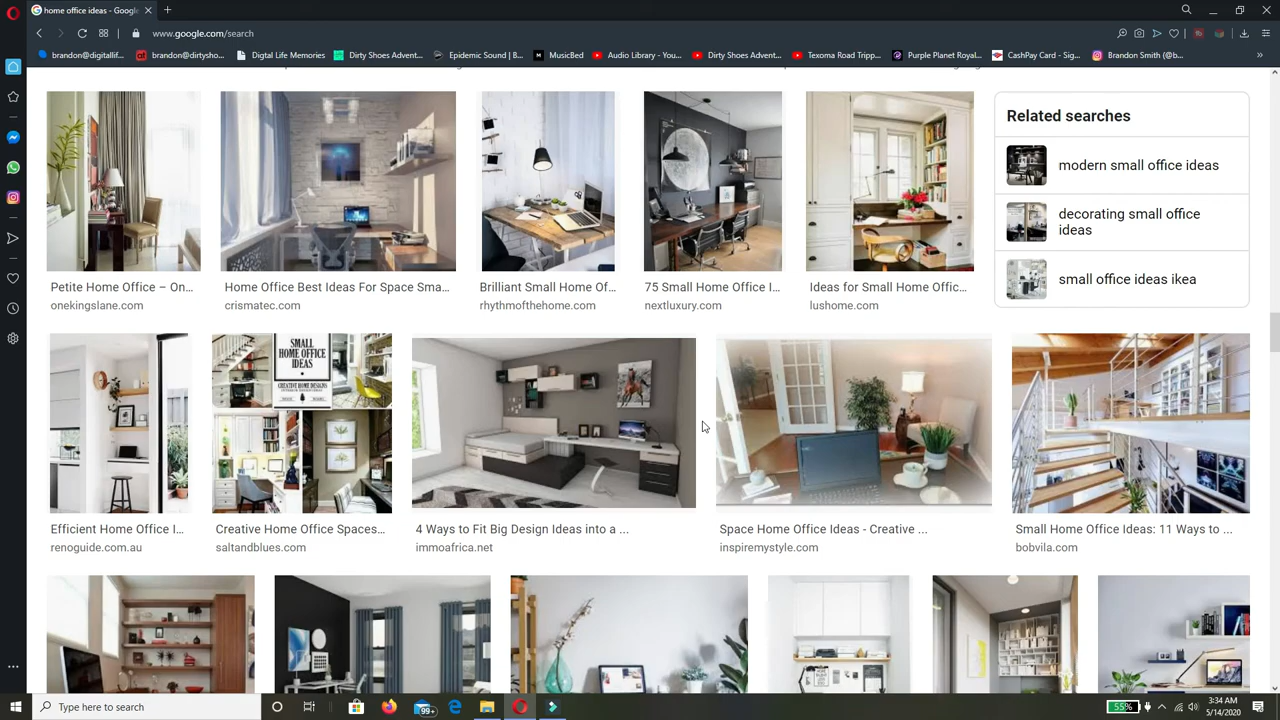 home office ideas - Google
www.google.com/search
brandon@digitallif...
brandon@dirtysho...
Digtal Life Memories
Dirty Shoes Advent...
Epidemic Sound | B...
MusicBed
Audio Library - You...
Dirty Shoes Advent...
Texoma Road Tripp...
Purple Planet Royal...
CashPay Card - Sig...
Brandon Smith (@b...
Related searches
modern small office ideas
decorating small office
ideas
small office ideas ikea
Petite Home Office – On...
onekingslane.com
Home Office Best Ideas For Space Sma...
crismatec.com
Brilliant Small Home Of...
rhythmofthehome.com
75 Small Home Office I...
nextluxury.com
Ideas for Small Home Offic...
lushome.com
SMALL
HOME OFFICE
IDEAS
CREATIVE HOME DESIGNS
Efficient Home Office I...
renoguide.com.au
Creative Home Office Spaces...
saltandblues.com
4 Ways to Fit Big Design Ideas into a ...
immoafrica.net
Space Home Office Ideas - Creative ...
inspiremystyle.com
Small Home Office Ideas: 11 Ways to ...
bobvila.com
Type here to search
99+
55%
3:34 AM
5/14/2020